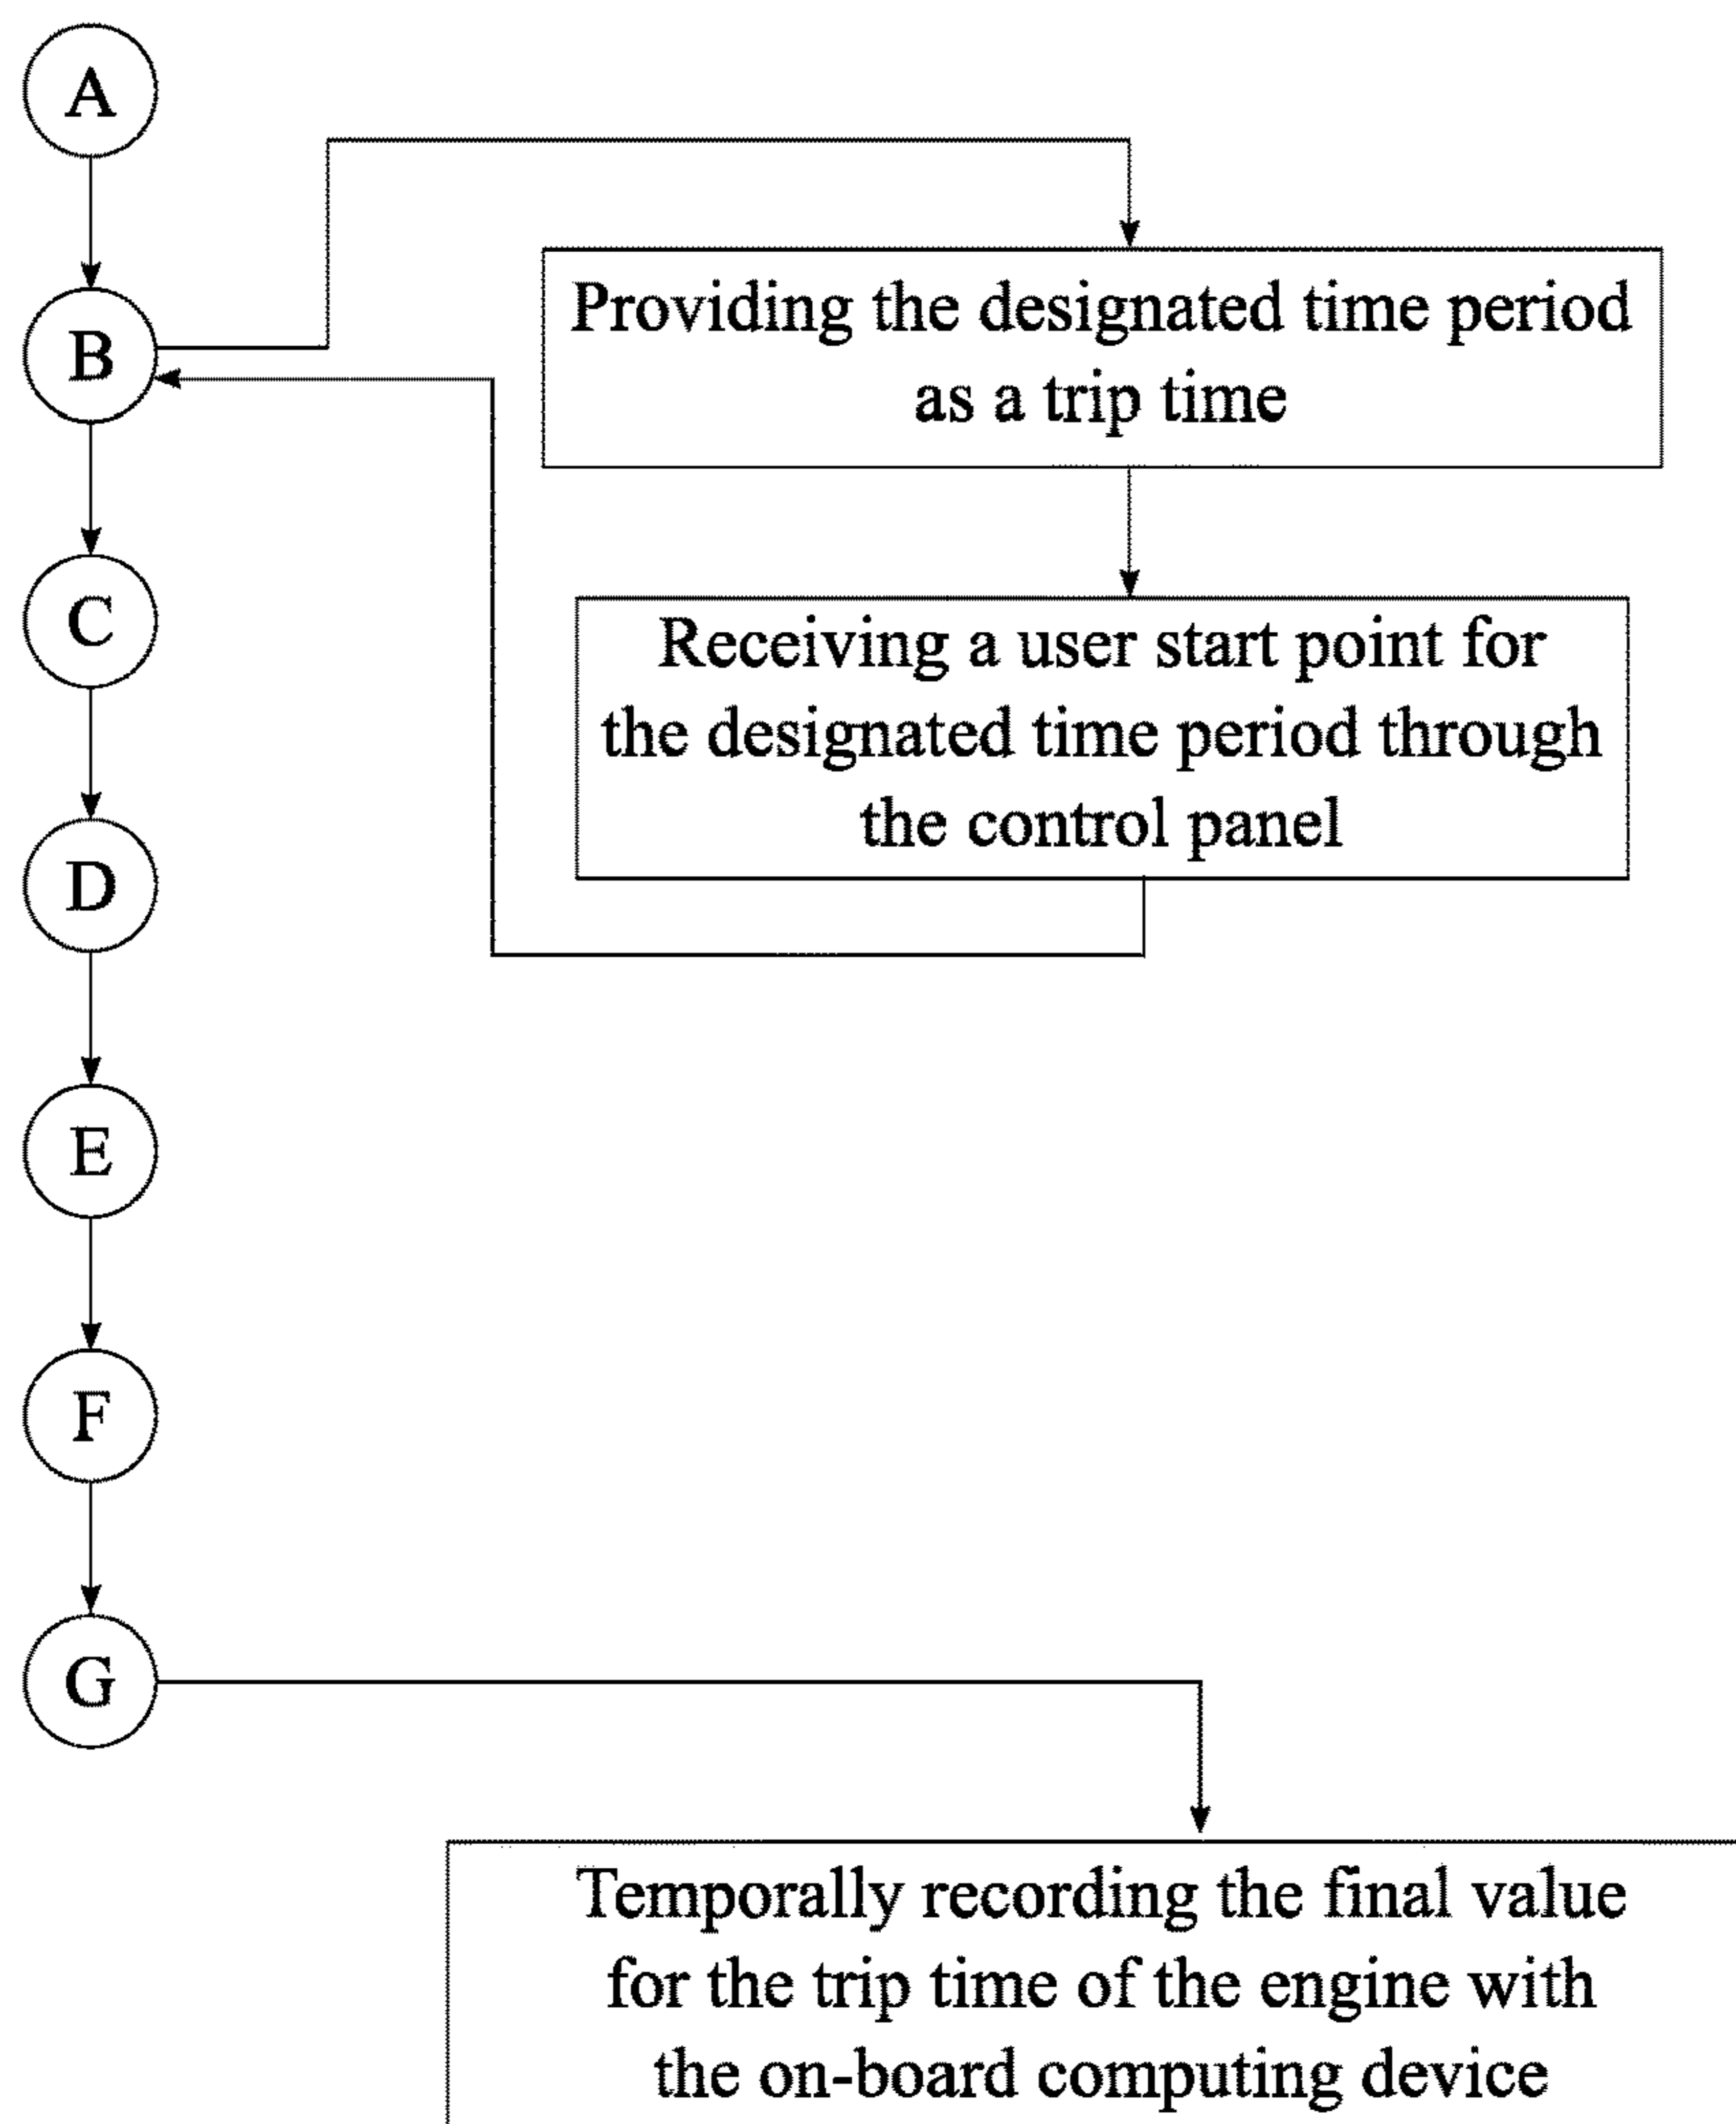 A
B
Providing the designated time period
as a trip time
C
Receiving a user start point for
the designated time period through
the control panel
D
E
F
G
Temporally recording the final value
for the trip time of the engine with
the on-board computing device